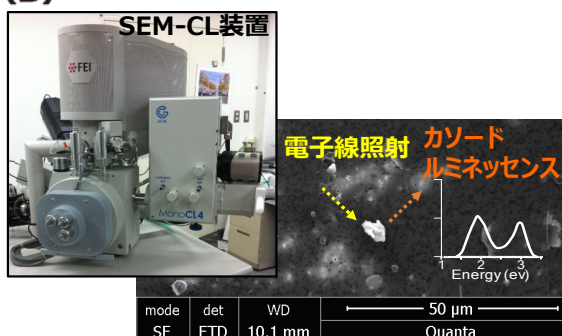 SEM-CL装置
FEI
GATAN
MonoCL4
電子線照射
カソード
ルミネッセンス
1 2 3
Energy (ev)
mode det WD 50 µm
SE ETD 10.1 mm Quanta